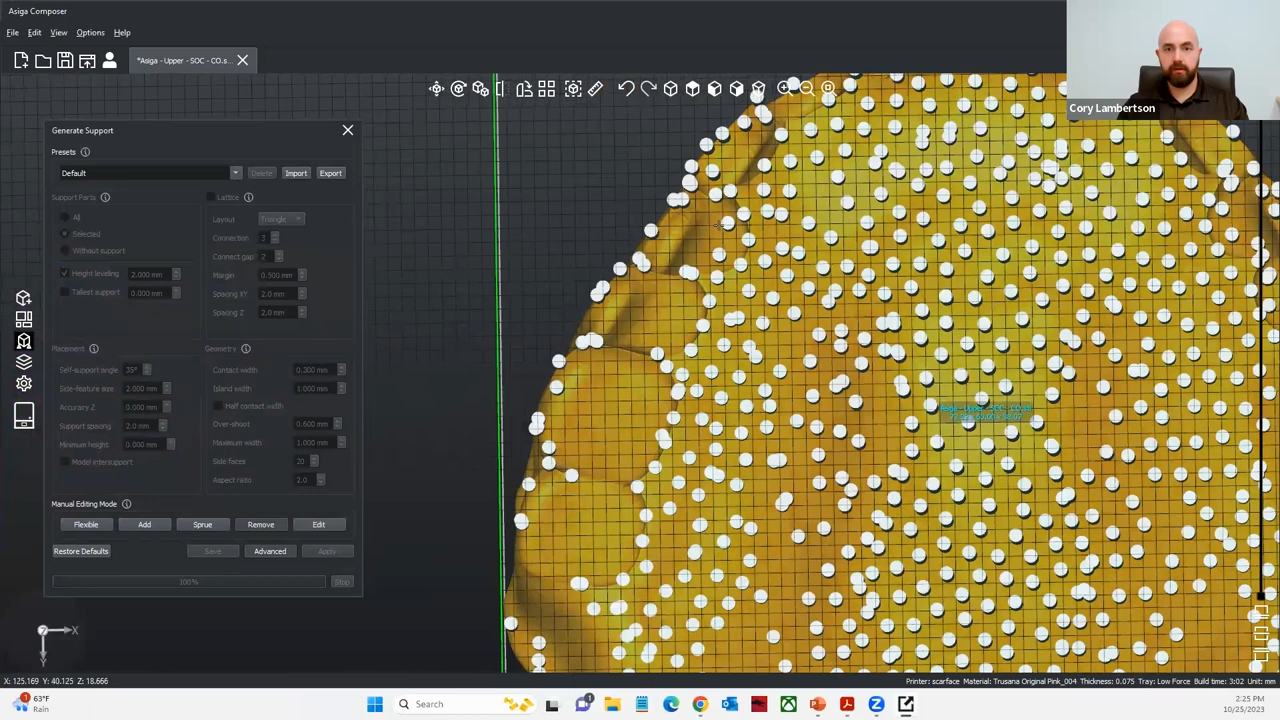 Asiga Composer
File Edit View Options Help
*Asiga - Upper - SOC - CO.s...
Cory Lambertson
Generate Support
Presets
Default Delete Import Export
Support Parts
All
Selected
Without support
Height leveling 2.000 mm
Tallest support 0.000 mm
Lattice
Layout Triangle
Connection 3
Connect gap 2
Margin 0.500 mm
Spacing XY 2.0 mm
Spacing Z 2.0 mm
Placement
Self-support angle 35°
Side-feature size 2.000 mm
Accuracy Z 0.000 mm
Support spacing 2.0 mm
Minimum height 0.000 mm
Model intersupport
Geometry
Contact width 0.300 mm
Island width 1.000 mm
Half contact width
Over-shoot 0.600 mm
Maximum width 1.000 mm
Side faces 20
Aspect ratio 2.0
Manual Editing Mode
Flexible Add Sprue Remove Edit
Restore Defaults Save Advanced Apply
100% Stop
Z X
Y
X: 125.169 Y: 40.125 Z: 18.666
Printer: scarface Material: Trusana Original Pink_004 Thickness: 0.075 Tray: Low Force Build time: 3:02 Unit: mm
1
63°F
Rain
Search
1
2:25 PM
10/25/2023